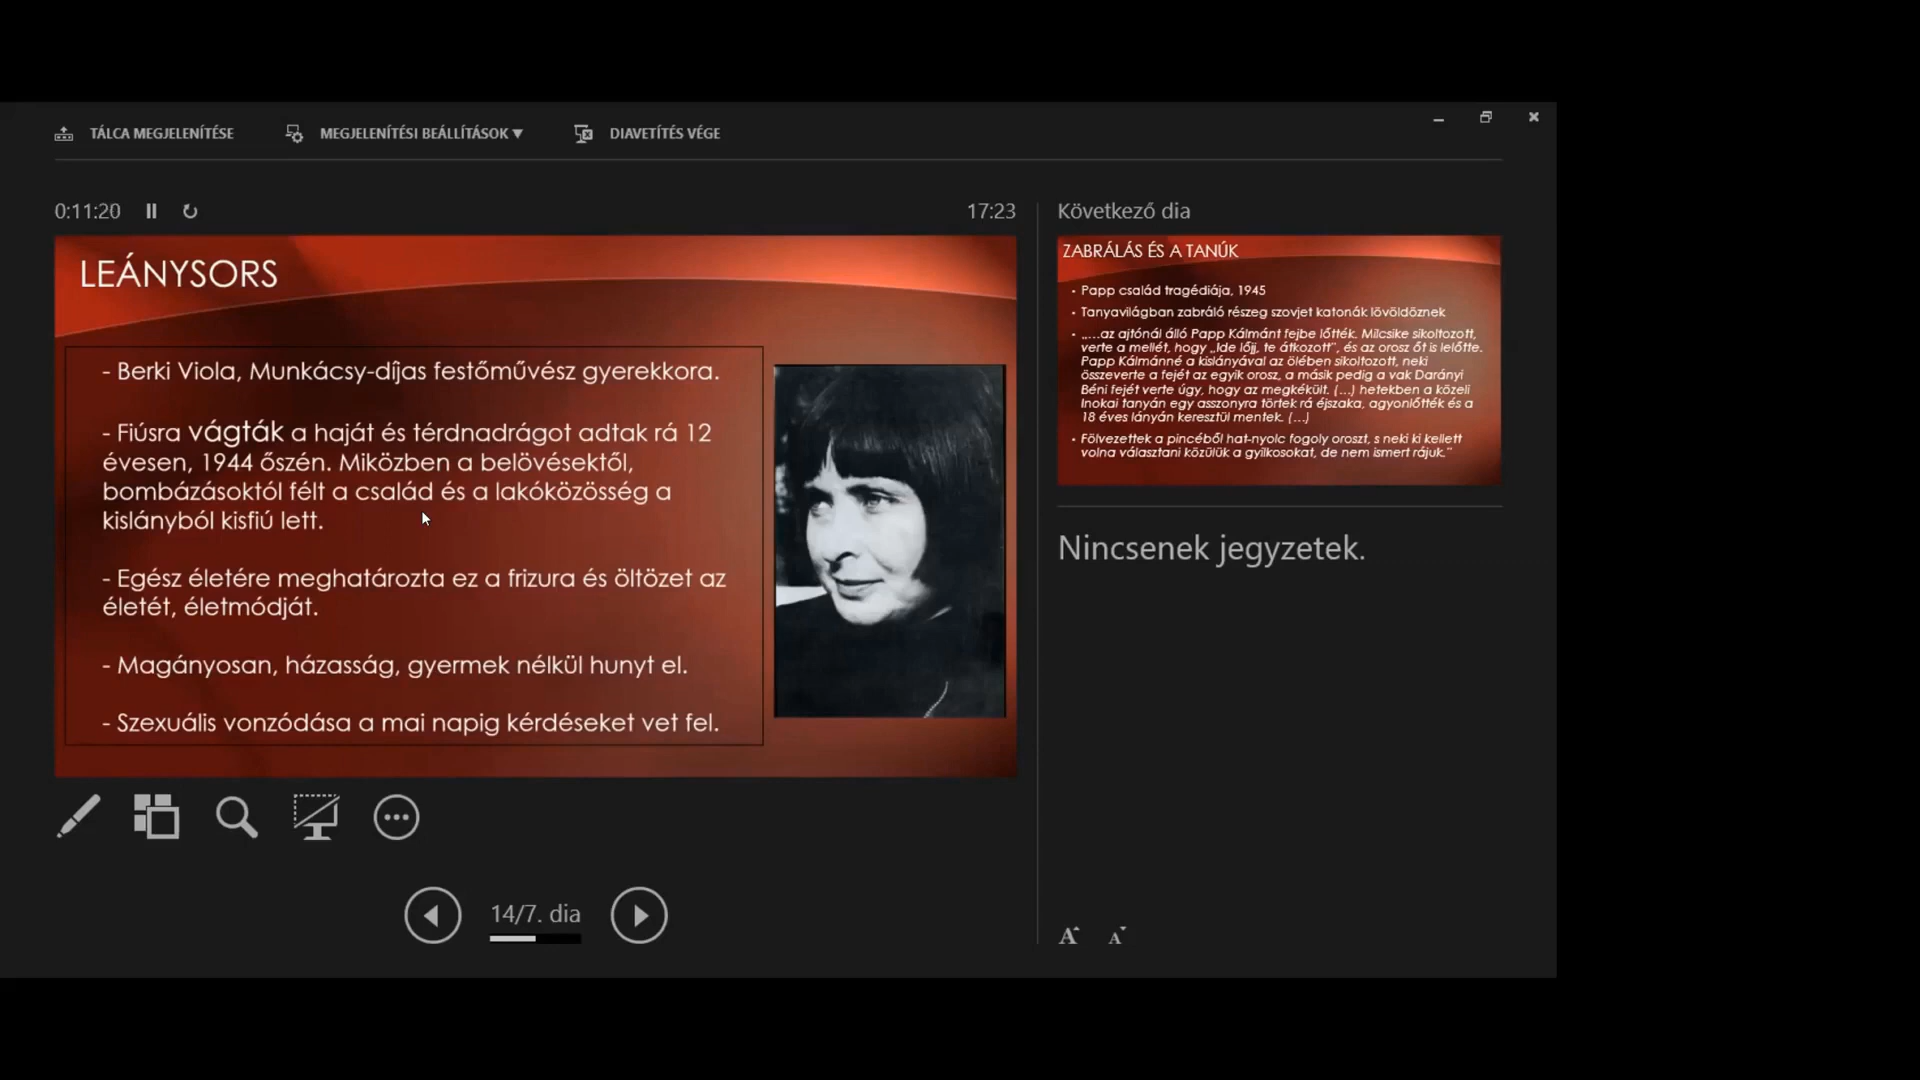 TÁLCA MEGJELENÍTÉSE
MEGJELENÍTÉSI BEÁLLÍTÁSOK ▼
DIAVETÍTÉS VÉGE
0:11:20
17:23
LEÁNYSORS
- Berki Viola, Munkácsy-díjas festőművész gyerekkora.
- Fiúsra vágták a haját és térdnadrágot adtak rá 12
évesen, 1944 őszén. Miközben a belövésektől,
bombázásoktól félt a család és a lakóközösség a
kislányból kisfiú lett.
- Egész életére meghatározta ez a frizura és öltözet az
életét, életmódját.
- Magányosan, házasság, gyermek nélkül hunyt el.
- Szexuális vonzódása a mai napig kérdéseket vet fel.
14/7. dia
Következő dia
ZABRÁLÁS ÉS A TANÚK
• Papp család tragédiája, 1945
• Tanyavilágban zabráló részeg szovjet katonák lövöldöznek
• „…az ajtónál álló Papp Kálmánt fejbe lőtték. Milcsike sikoltozott,
verte a mellét, hogy „Ide lőjj, te átkozott", és az orosz őt is lelőtte.
Papp Kálmánné a kislányával az ölében sikoltozott, neki
összeverte a fejét az egyik orosz, a másik pedig a vak Darányi
Béni fejét verte úgy, hogy az megkékült. (…) hetekben a közeli
Inokai tanyán egy asszonyra törtek rá éjszaka, agyonlőtték és a
18 éves lányán keresztül mentek. (…)
• Fölvezettek a pincéből hat-nyolc fogoly oroszt, s neki ki kellett
volna választani közülük a gyilkosokat, de nem ismert rájuk."
Nincsenek jegyzetek.
A A